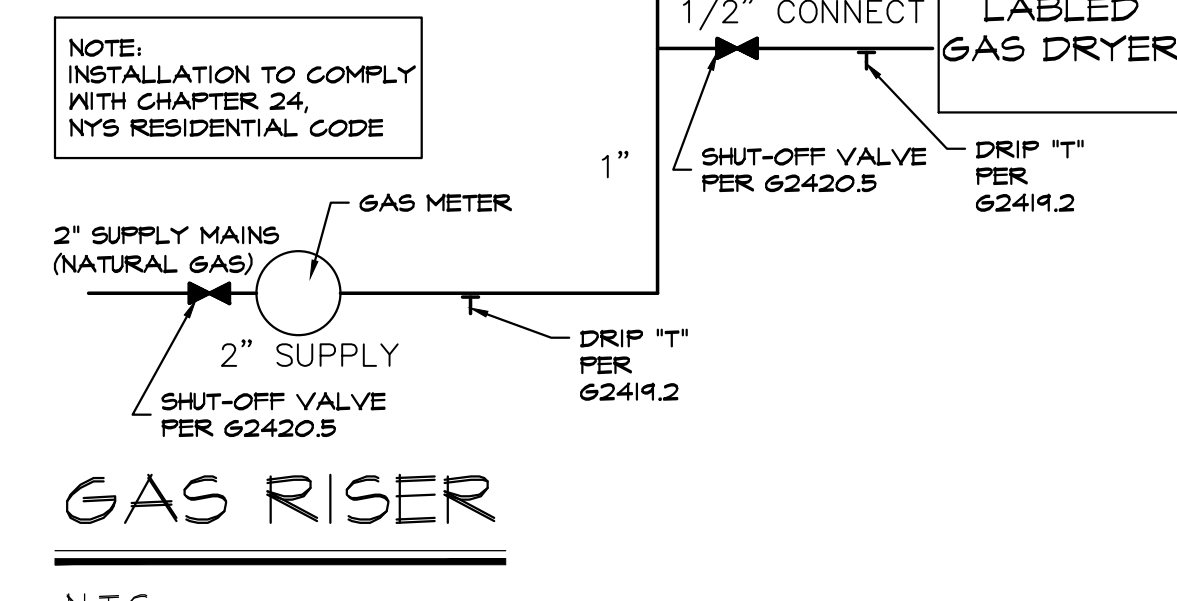 NOTE:
INSTALLATION TO COMPLY
WITH CHAPTER 24,
NYS RESIDENTIAL CODE
1/2" CONNECT
LABLED
GAS DRYER
1"
SHUT-OFF VALVE
PER G2420.5
DRIP "T"
PER
G2419.2
GAS METER
2" SUPPLY MAINS
(NATURAL GAS)
2" SUPPLY
DRIP "T"
PER
G2419.2
SHUT-OFF VALVE
PER G2420.5
GAS RISER
N.T.S.